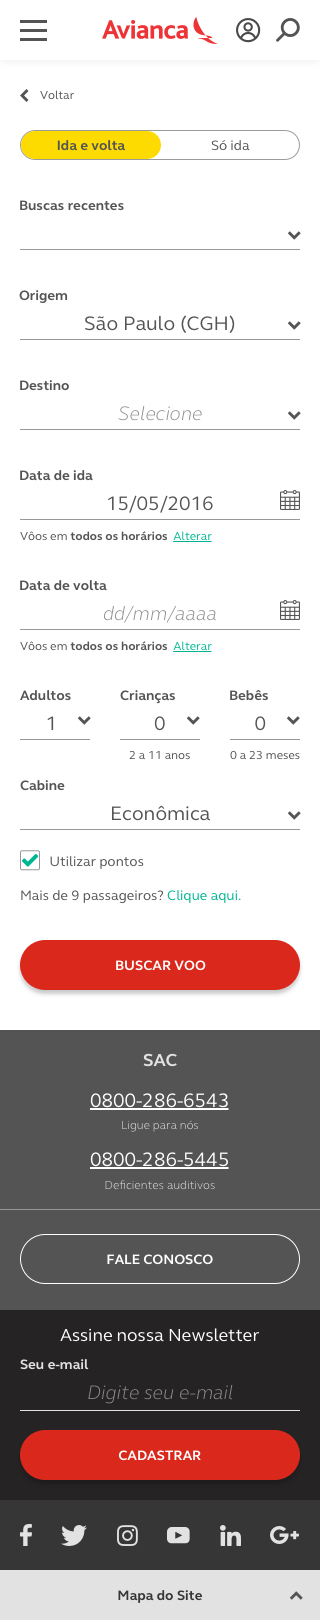 Avianca
Voltar
Ida e volta Só ida
Buscas recentes
Origem
São Paulo (CGH)
Destino
Selecione
Data de ida
15/05/2016
Vôos em todos os horários Alterar
Data de volta
dd/mm/aaaa
Vôos em todos os horários Alterar
Adultos Crianças Bebês
1 0 0
2 a 11 anos 0 a 23 meses
Cabine
Econômica
Utilizar pontos
Mais de 9 passageiros? Clique aqui.
BUSCAR VOO
SAC
0800-286-6543
Ligue para nós
0800-286-5445
Deficientes auditivos
FALE CONOSCO
Assine nossa Newsletter
Seu e-mail
Digite seu e-mail
CADASTRAR
Mapa do Site